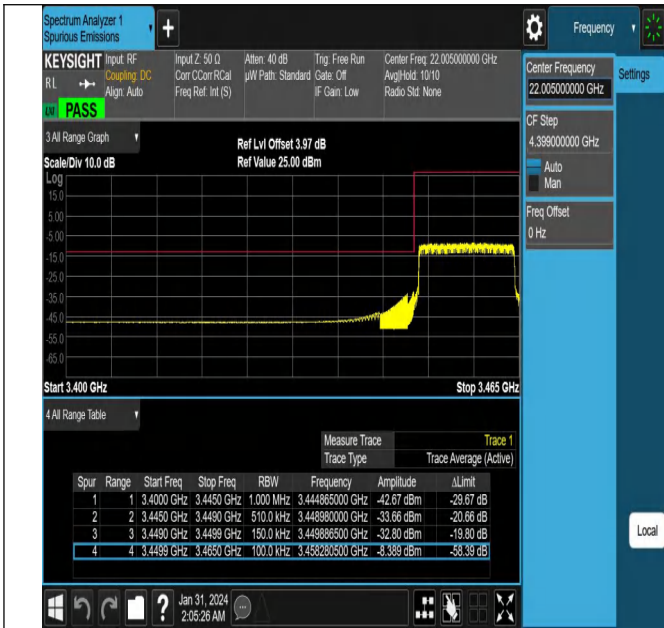 Spectrum Analyzer 1
Spurious Emissions
Frequency
KEYSIGHT
RL
Input: RF
Coupling: DC
Align: Auto
Input Z: 50 Ω
Corr CCorr RCal
Freq Ref: Int (S)
Atten: 40 dB
µW Path: Standard
Trig: Free Run
Gate: Off
IF Gain: Low
Center Freq: 22.005000000 GHz
Avg|Hold: 10/10
Radio Std: None
PASS
3 All Range Graph
Scale/Div 10.0 dB
Ref Lvl Offset 3.97 dB
Ref Value 25.00 dBm
Log
15.0
5.00
-5.00
-15.0
-25.0
-35.0
-45.0
-55.0
-65.0
Start 3.400 GHz
Stop 3.465 GHz
4 All Range Table
Measure Trace Trace 1
Trace Type Trace Average (Active)
Spur Range Start Freq Stop Freq RBW Frequency Amplitude ΔLimit
1 1 3.4000 GHz 3.4450 GHz 1.000 MHz 3.444865000 GHz -42.67 dBm -29.67 dB
2 2 3.4450 GHz 3.4490 GHz 510.0 kHz 3.448980000 GHz -33.66 dBm -20.66 dB
3 3 3.4490 GHz 3.4499 GHz 150.0 kHz 3.449886500 GHz -32.80 dBm -19.80 dB
4 4 3.4499 GHz 3.4650 GHz 100.0 kHz 3.458280500 GHz -8.389 dBm -58.39 dB
Center Frequency
22.005000000 GHz
Settings
CF Step
4.399000000 GHz
Auto
Man
Freq Offset
0 Hz
Local
?
Jan 31, 2024
2:05:26 AM